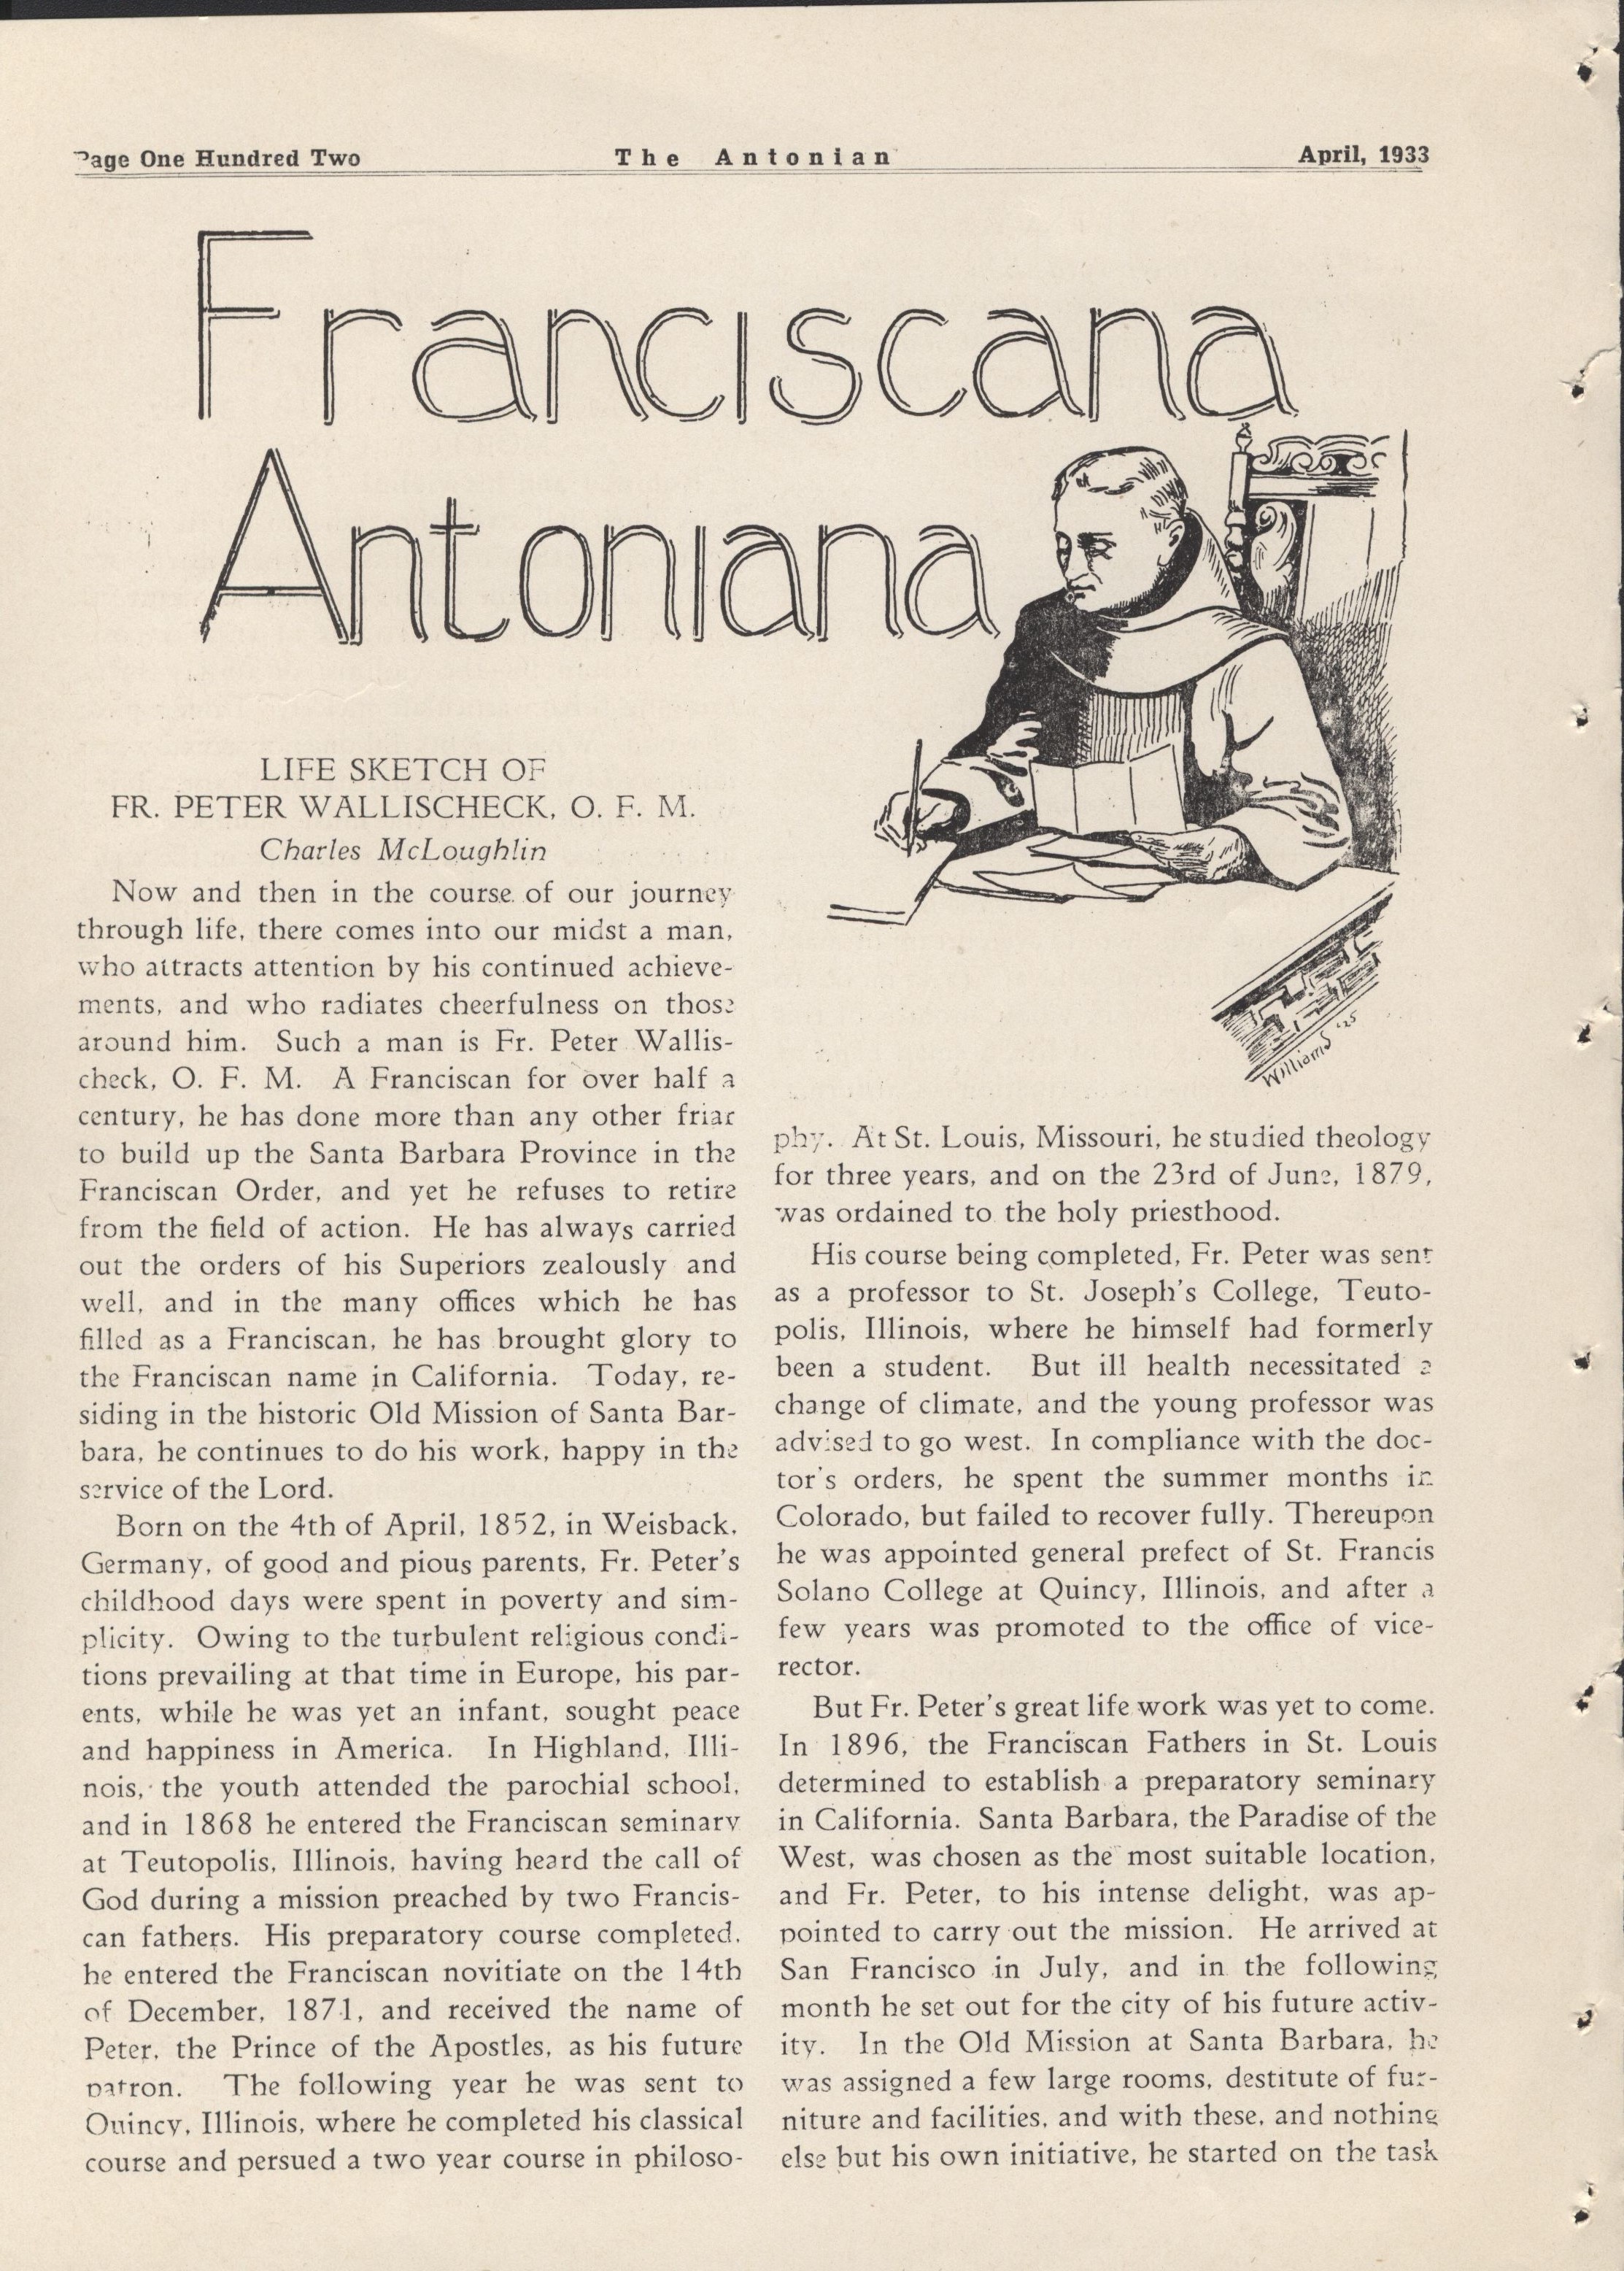 Page One Hundred Two
The Antonian
April, 1933
Franciscana
Antoniana
LIFE SKETCH OF
FR. PETER WALLISCHECK, O. F. M.
Charles McLoughlin
Now and then in the course of our journey
through life, there comes into our midst a man,
who attracts attention by his continued achieve-
ments, and who radiates cheerfulness on those
around him. Such a man is Fr. Peter Wallis-
check, O. F. M. A Franciscan for over half a
century, he has done more than any other friar
to build up the Santa Barbara Province in the
Franciscan Order, and yet he refuses to retire
from the field of action. He has always carried
out the orders of his Superiors zealously and
well, and in the many offices which he has
filled as a Franciscan, he has brought glory to
the Franciscan name in California. Today, re-
siding in the historic Old Mission of Santa Bar-
bara, he continues to do his work, happy in the
service of the Lord.
Born on the 4th of April, 1852, in Weisback,
Germany, of good and pious parents, Fr. Peter's
childhood days were spent in poverty and sim-
plicity. Owing to the turbulent religious condi-
tions prevailing at that time in Europe, his par-
ents, while he was yet an infant, sought peace
and happiness in America. In Highland, Illi-
nois, the youth attended the parochial school,
and in 1868 he entered the Franciscan seminary
at Teutopolis, Illinois, having heard the call of
God during a mission preached by two Francis-
can fathers. His preparatory course completed,
he entered the Franciscan novitiate on the 14th
of December, 1871, and received the name of
Peter, the Prince of the Apostles, as his future
patron. The following year he was sent to
Quincy, Illinois, where he completed his classical
course and persued a two year course in philoso-
Williams '25
phy. At St. Louis, Missouri, he studied theology
for three years, and on the 23rd of June, 1879,
was ordained to the holy priesthood.
His course being completed, Fr. Peter was sent
as a professor to St. Joseph's College, Teuto-
polis, Illinois, where he himself had formerly
been a student. But ill health necessitated a
change of climate, and the young professor was
advised to go west. In compliance with the doc-
tor's orders, he spent the summer months in
Colorado, but failed to recover fully. Thereupon
he was appointed general prefect of St. Francis
Solano College at Quincy, Illinois, and after a
few years was promoted to the office of vice-
rector.
But Fr. Peter's great life work was yet to come.
In 1896, the Franciscan Fathers in St. Louis
determined to establish a preparatory seminary
in California. Santa Barbara, the Paradise of the
West, was chosen as the most suitable location,
and Fr. Peter, to his intense delight, was ap-
pointed to carry out the mission. He arrived at
San Francisco in July, and in the following
month he set out for the city of his future activ-
ity. In the Old Mission at Santa Barbara, he
was assigned a few large rooms, destitute of fur-
niture and facilities, and with these, and nothing
else but his own initiative, he started on the task